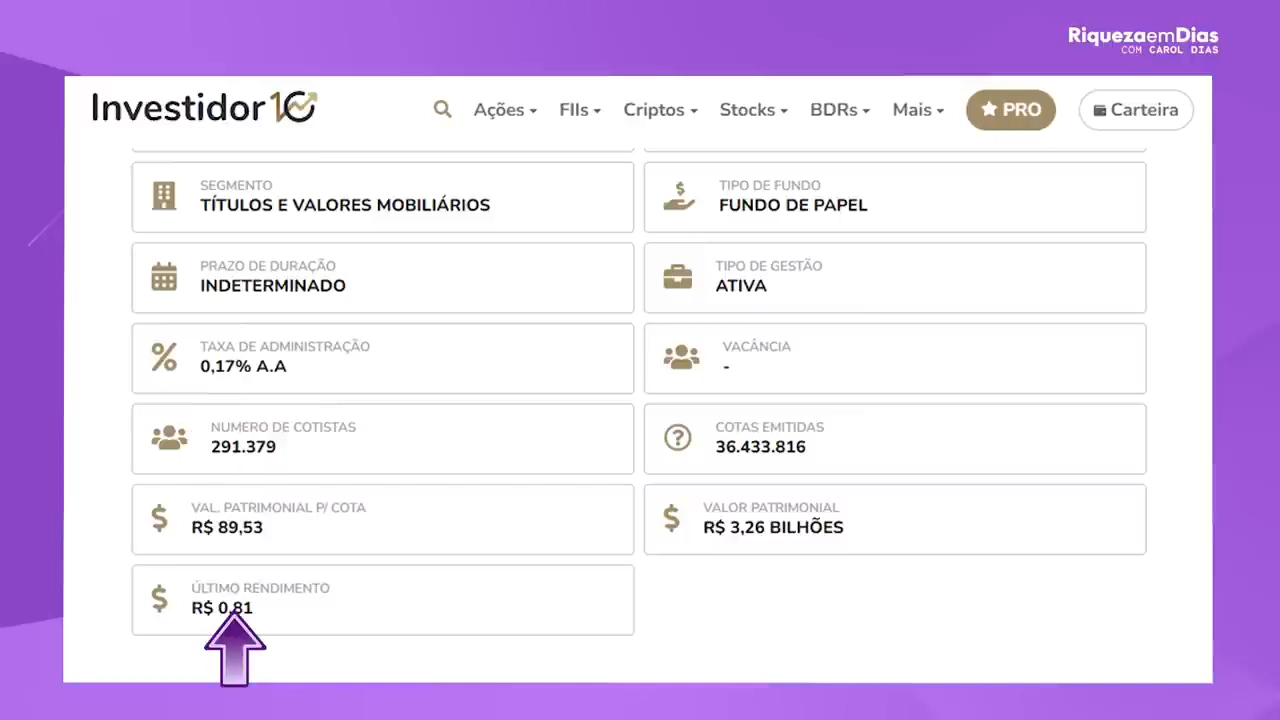 RiquezaemDias
COM CAROL DIAS
Investidor 10
Ações
FIIs
Criptos
Stocks
BDRs
Mais
PRO
Carteira
SEGMENTO
TÍTULOS E VALORES MOBILIÁRIOS
TIPO DE FUNDO
FUNDO DE PAPEL
PRAZO DE DURAÇÃO
INDETERMINADO
TIPO DE GESTÃO
ATIVA
TAXA DE ADMINISTRAÇÃO
0,17% A.A
VACÂNCIA
-
NUMERO DE COTISTAS
291.379
COTAS EMITIDAS
36.433.816
VAL. PATRIMONIAL P/ COTA
R$ 89,53
VALOR PATRIMONIAL
R$ 3,26 BILHÕES
ÚLTIMO RENDIMENTO
R$ 0,81